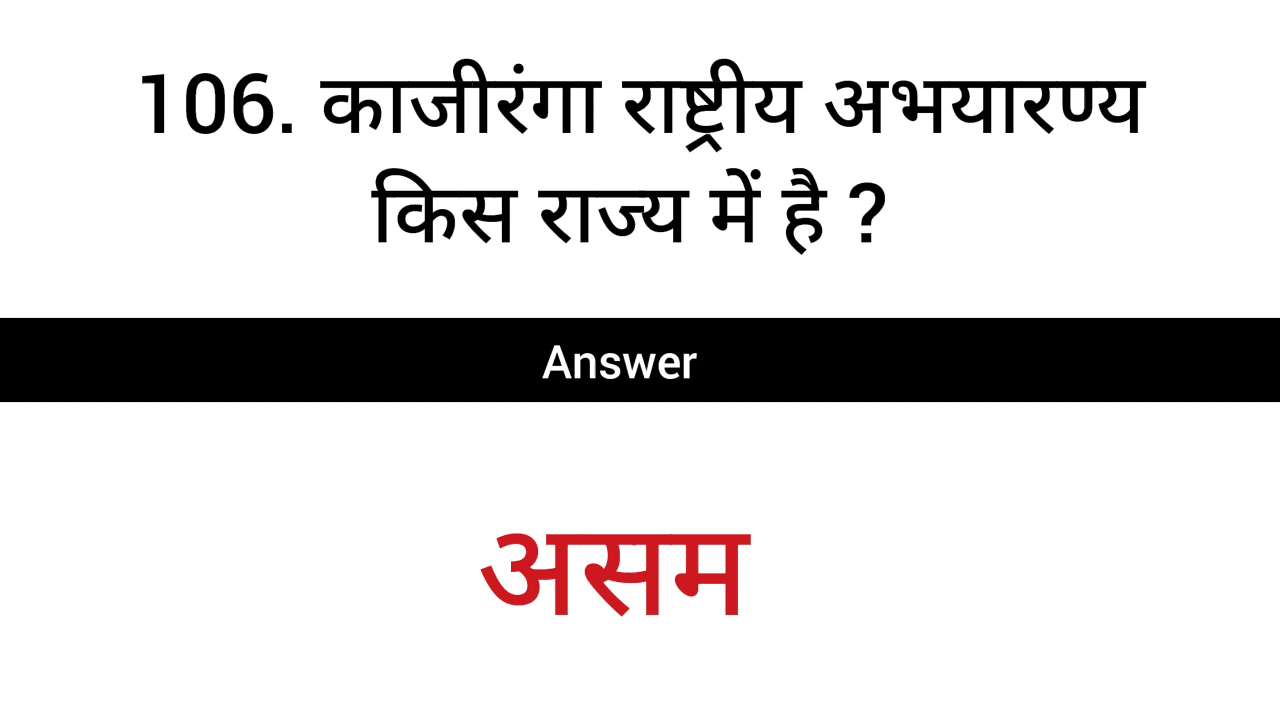 106. काजीरंगा राष्ट्रीय अभयारण्य
किस राज्य में है ?
Answer
असम